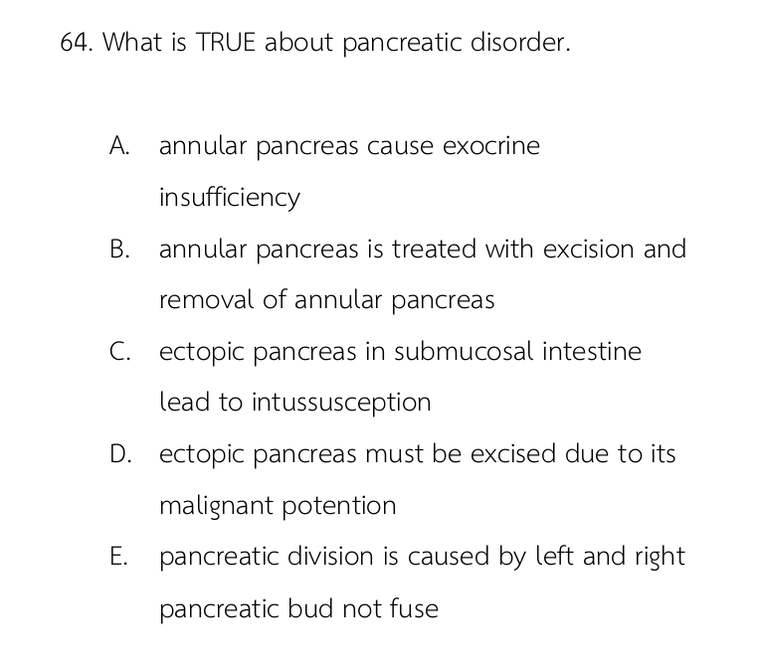 64. What is TRUE about pancreatic disorder.
A. annular pancreas cause exocrine
insufficiency
B. annular pancreas is treated with excision and
removal of annular pancreas
C. ectopic pancreas in submucosal intestine
lead to intussusception
D. ectopic pancreas must be excised due to its
malignant potention
E. pancreatic division is caused by left and right
pancreatic bud not fuse